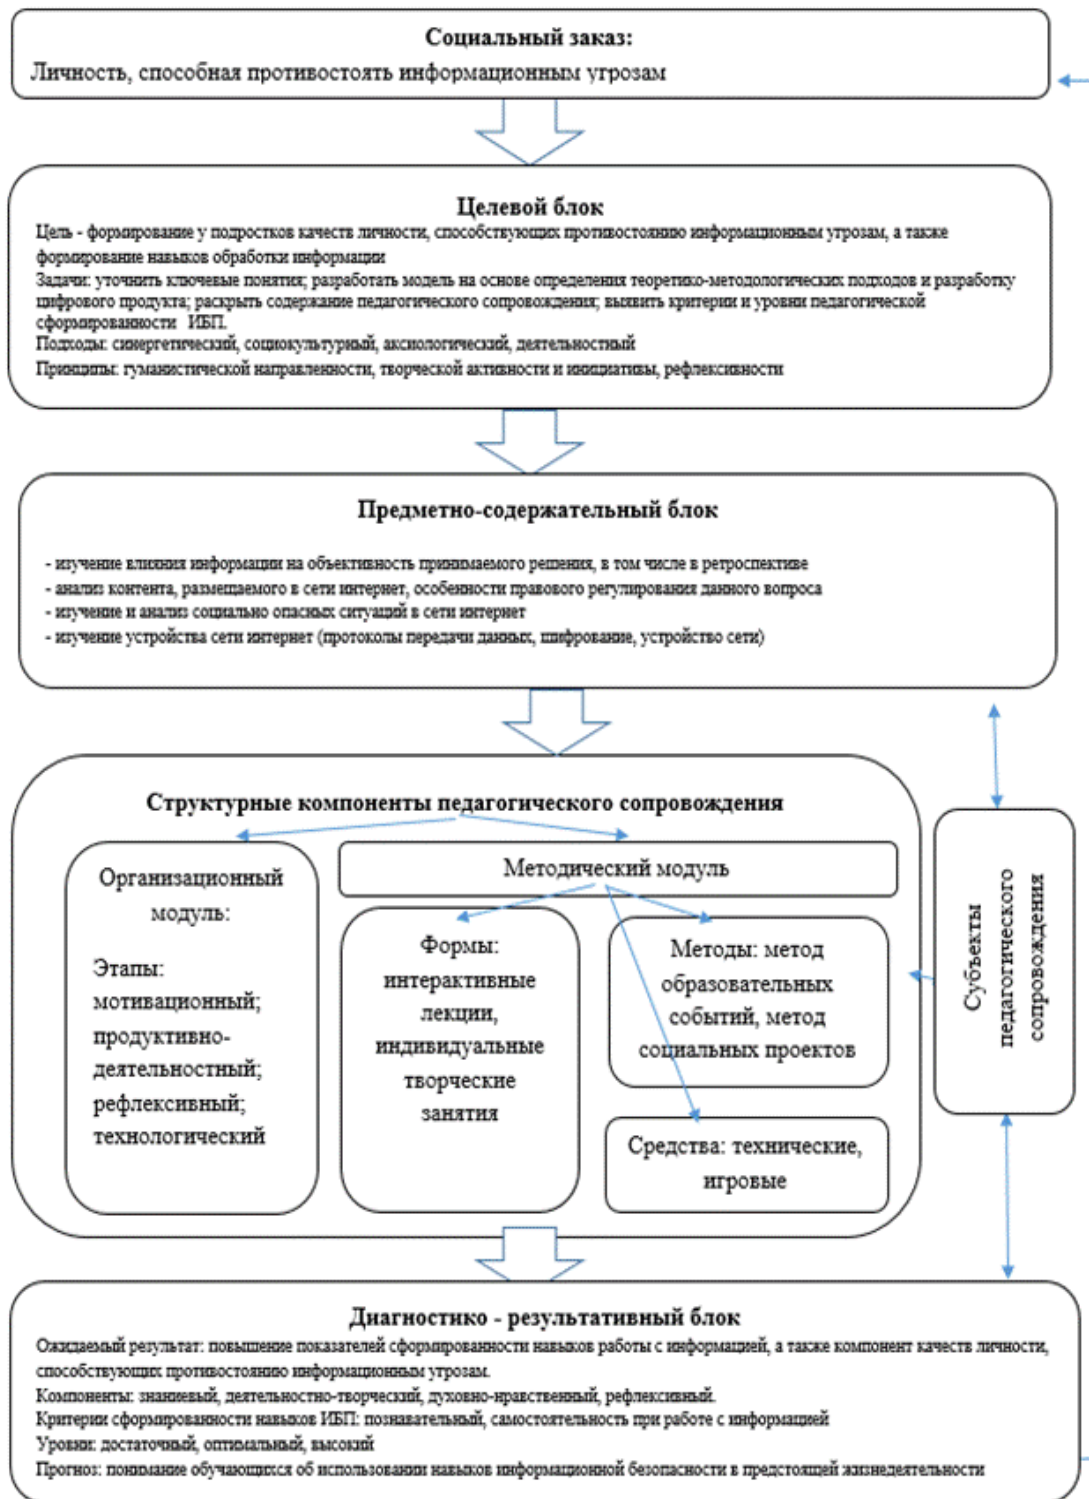 Социальный заказ:
Личность, способная противостоять информационным угрозам
Целевой блок
Цель - формирование у подростков качеств личности, способствующих противостоянию информационным угрозам, а также
формирование навыков обработки информации
Задачи: уточнить ключевые понятия; разработать модель на основе определения теоретико-методологических подходов и разработку
цифрового продукта; раскрыть содержание педагогического сопровождения; выявить критерии и уровни педагогической
сформированности ИБП.
Подходы: синергетический, социокультурный, аксиологический, деятельностный
Принципы: гуманистической направленности, творческой активности и инициативы, рефлексивности
Предметно-содержательный блок
- изучение влияния информации на объективность принимаемого решения, в том числе в ретроспективе
- анализ контента, размещаемого в сети интернет, особенности правового регулирования данного вопроса
- изучение и анализ социально опасных ситуаций в сети интернет
- изучение устройства сети интернет (протоколы передачи данных, шифрование, устройство сети)
Структурные компоненты педагогического сопровождения
Организационный
модуль:
Этапы:
мотивационный;
продуктивно-
деятельностный;
рефлексивный;
технологический
Методический модуль
Формы:
интерактивные
лекции,
индивидуальные
творческие
занятия
Методы: метод
образовательных
событий, метод
социальных проектов
Средства: технические,
игровые
Субъекты
педагогического
сопровождения
Диагностико - результативный блок
Ожидаемый результат: повышение показателей сформированности навыков работы с информацией, а также компонент качеств личности,
способствующих противостоянию информационным угрозам.
Компоненты: знаниевый, деятельностно-творческий, духовно-нравственный, рефлексивный.
Критерии сформированности навыков ИБП: познавательный, самостоятельность при работе с информацией
Уровни: достаточный, оптимальный, высокий
Прогноз: понимание обучающихся об использовании навыков информационной безопасности в предстоящей жизнедеятельности